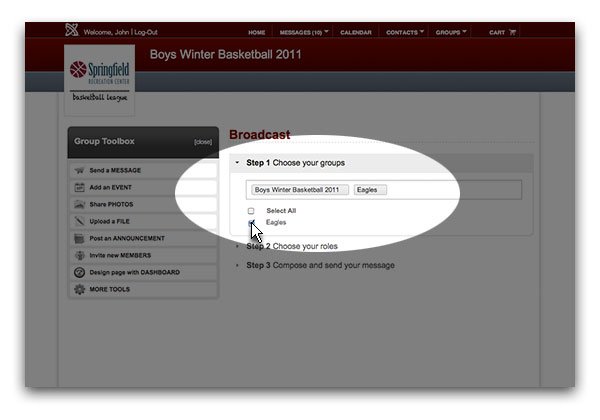 Welcome, John | Log-Out
HOME
MESSAGES (10)
CALENDAR
CONTACTS
GROUPS
CART
Boys Winter Basketball 2011
Springfield
RECREATION CENTER
basketball league
Group Toolbox
[close]
Send a MESSAGE
Add an EVENT
Share PHOTOS
Upload a FILE
Post an ANNOUNCEMENT
Invite new MEMBERS
Design page with DASHBOARD
MORE TOOLS
Broadcast
Step 1 Choose your groups
Boys Winter Basketball 2011
Eagles
Select All
Eagles
Step 2 Choose your roles
Step 3 Compose and send your message